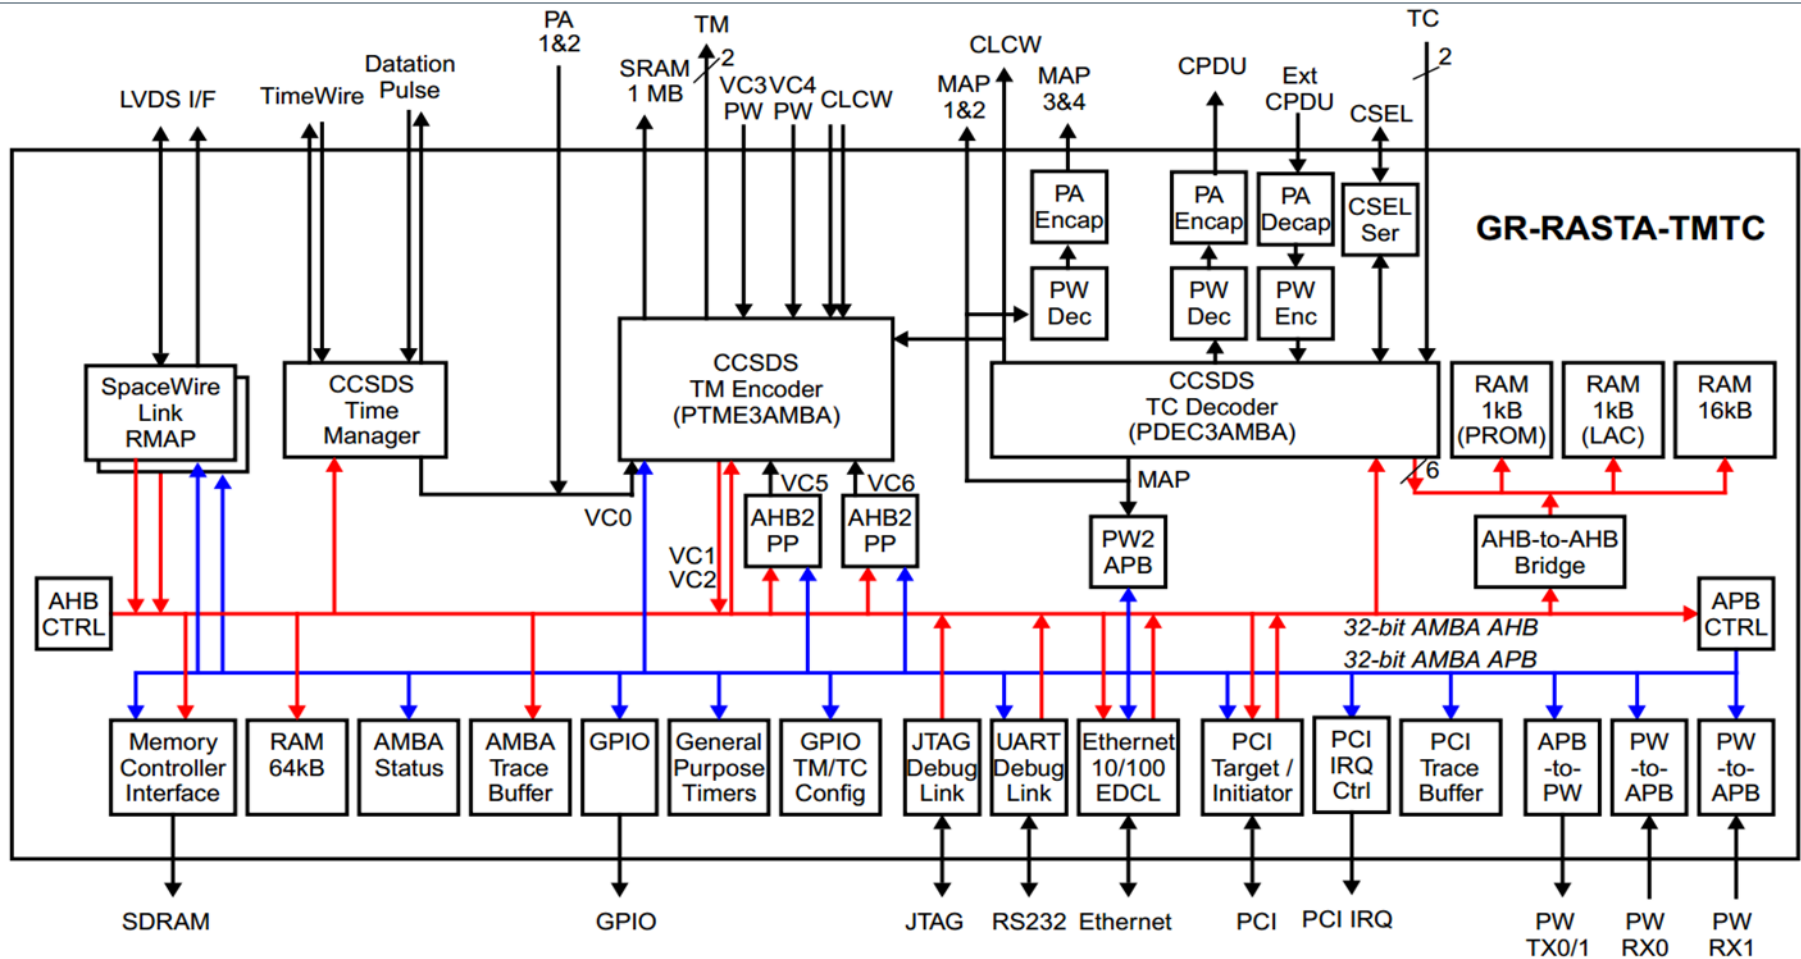 PA
1&2
TM
2
TC
2
CLCW
Datation
Pulse
SRAM
1 MB
VC3
PW
VC4
PW
CLCW
MAP
1&2
MAP
3&4
CPDU
Ext
CPDU
CSEL
LVDS I/F
TimeWire
PA
Encap
PA
Encap
PA
Decap
CSEL
Ser
GR-RASTA-TMTC
PW
Dec
PW
Dec
PW
Enc
SpaceWire
Link
RMAP
CCSDS
Time
Manager
CCSDS
TM Encoder
(PTME3AMBA)
CCSDS
TC Decoder
(PDEC3AMBA)
RAM
1kB
(PROM)
RAM
1kB
(LAC)
RAM
16kB
6
MAP
VC0
VC5
VC6
AHB2
PP
AHB2
PP
VC1
VC2
PW2
APB
AHB-to-AHB
Bridge
AHB
CTRL
APB
CTRL
32-bit AMBA AHB
32-bit AMBA APB
Memory
Controller
Interface
RAM
64kB
AMBA
Status
AMBA
Trace
Buffer
GPIO
General
Purpose
Timers
GPIO
TM/TC
Config
JTAG
Debug
Link
UART
Debug
Link
Ethernet
10/100
EDCL
PCI
Target /
Initiator
PCI
IRQ
Ctrl
PCI
Trace
Buffer
APB
-to-
PW
PW
-to-
APB
PW
-to-
APB
SDRAM
GPIO
JTAG
RS232
Ethernet
PCI
PCI IRQ
PW
TX0/1
PW
RX0
PW
RX1